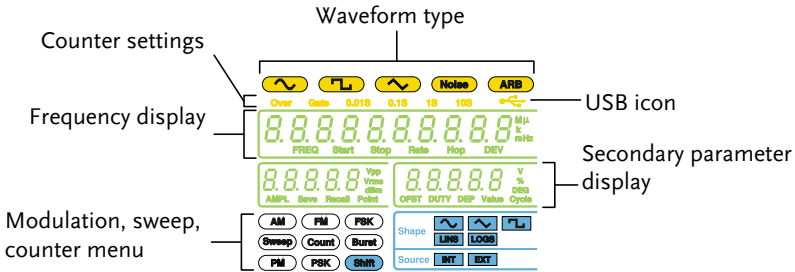 Waveform type
Counter settings
Noise ARB
Over Gate 0.01S 0.1S 1S 10S
USB icon
Frequency display
8.8.8.8.8.8.8.8.8.8 M µ k m Hz
FREQ Start Stop Rate Hop DEV
Secondary parameter display
8.8.8.8.8 Vpp Vrms dBm
AMPL Save Recall Point
8.8.8.8.8 V % DEG
OFST DUTY DEP Value Cycle
Modulation, sweep, counter menu
AM FM FSK
Sweep Count Burst
PM PSK Shift
Shape
LINS LOGS
Source INT EXT